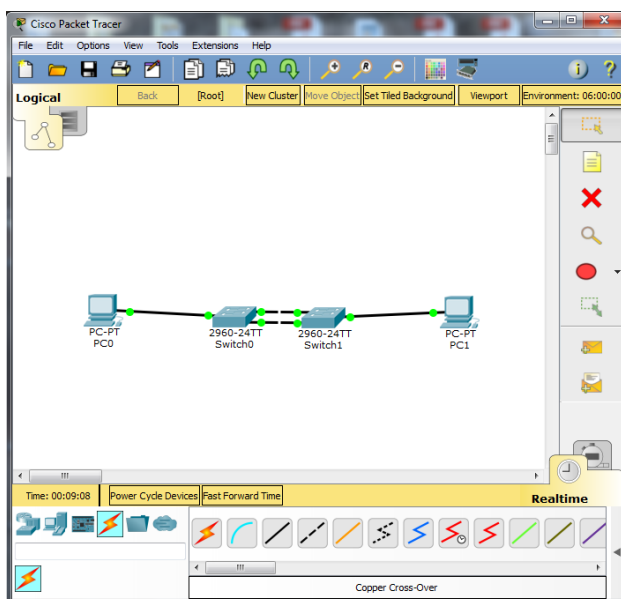 Cisco Packet Tracer
File Edit Options View Tools Extensions Help
Logical Back [Root] New Cluster Move Object Set Tiled Background Viewport Environment: 06:00:00
PC-PT
PC0
2960-24TT
Switch0
2960-24TT
Switch1
PC-PT
PC1
Time: 00:09:08 Power Cycle Devices Fast Forward Time Realtime
Copper Cross-Over